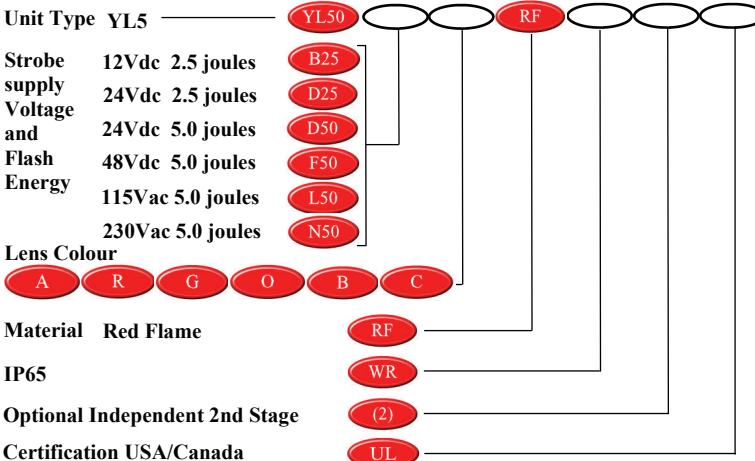 Unit Type YL5 YL50 RF
Strobe supply Voltage and Flash Energy
12Vdc 2.5 joules B25
24Vdc 2.5 joules D25
24Vdc 5.0 joules D50
48Vdc 5.0 joules F50
115Vac 5.0 joules L50
230Vac 5.0 joules N50
Lens Colour
A R G O B C
Material Red Flame RF
IP65 WR
Optional Independent 2nd Stage (2)
Certification USA/Canada UL